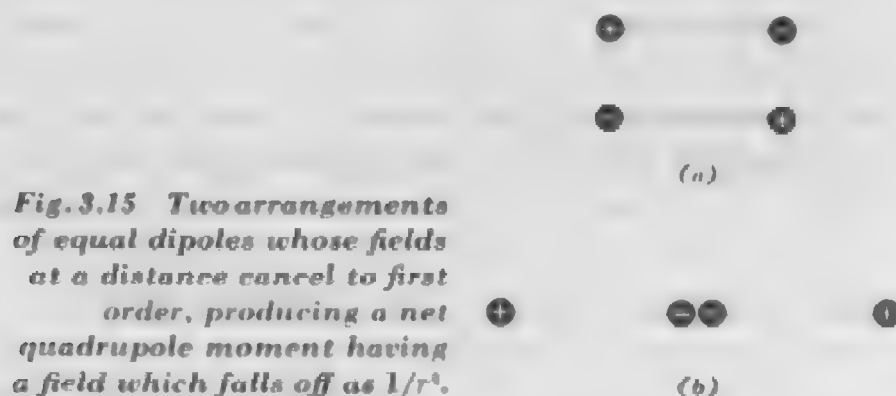 +
(a)
Fig. 3.15 Two arrangements
of equal dipoles whose fields
at a distance cancel to first
order, producing a net
quadrupole moment having
a field which falls off as 1/r⁴.
+ −
(b)